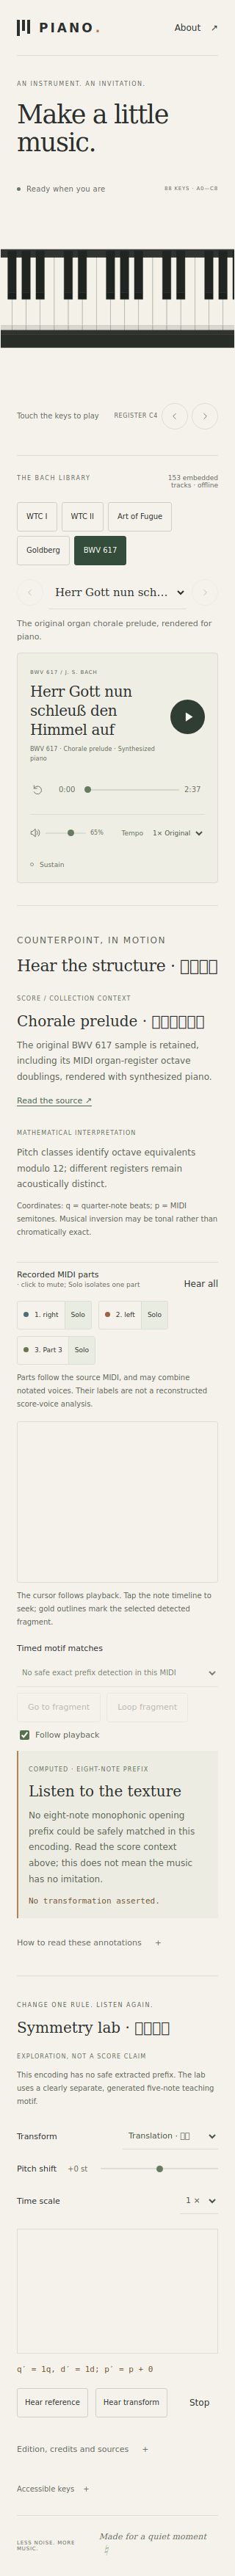 PIANO.
About ↗
AN INSTRUMENT. AN INVITATION.
Make a little
music.
Ready when you are
88 KEYS · A0—C8
Touch the keys to play
REGISTER C4
THE BACH LIBRARY
153 embedded
tracks · offline
WTC I
WTC II
Art of Fugue
Goldberg
BWV 617
Herr Gott nun sch...
The original organ chorale prelude, rendered for
piano.
BWV 617 / J. S. BACH
Herr Gott nun
schleuß den
Himmel auf
BWV 617 · Chorale prelude · Synthesized
piano
0:00
2:37
65%
Tempo
1× Original
Sustain
COUNTERPOINT, IN MOTION
Hear the structure ·
SCORE / COLLECTION CONTEXT
Chorale prelude ·
The original BWV 617 sample is retained,
including its MIDI organ-register octave
doublings, rendered with synthesized piano.
Read the source ↗
MATHEMATICAL INTERPRETATION
Pitch classes identify octave equivalents
modulo 12; different registers remain
acoustically distinct.
Coordinates: q = quarter-note beats; p = MIDI
semitones. Musical inversion may be tonal rather than
chromatically exact.
Recorded MIDI parts
· click to mute; Solo isolates one part
Hear all
1. right
Solo
2. left
Solo
3. Part 3
Solo
Parts follow the source MIDI, and may combine
notated voices. Their labels are not a reconstructed
score-voice analysis.
The cursor follows playback. Tap the note timeline to
seek; gold outlines mark the selected detected
fragment.
Timed motif matches
No safe exact prefix detection in this MIDI
Go to fragment
Loop fragment
Follow playback
COMPUTED · EIGHT-NOTE PREFIX
Listen to the texture
No eight-note monophonic opening
prefix could be safely matched in this
encoding. Read the score context
above; this does not mean the music
has no imitation.
No transformation asserted.
How to read these annotations +
CHANGE ONE RULE. LISTEN AGAIN.
Symmetry lab ·
EXPLORATION, NOT A SCORE CLAIM
This encoding has no safe extracted prefix. The lab
uses a clearly separate, generated five-note teaching
motif.
Transform
Translation ·
Pitch shift
+0 st
Time scale
1 ×
q′ = 1q, d′ = 1d; p′ = p + 0
Hear reference
Hear transform
Stop
Edition, credits and sources +
Accessible keys +
LESS NOISE. MORE
MUSIC.
Made for a quiet moment